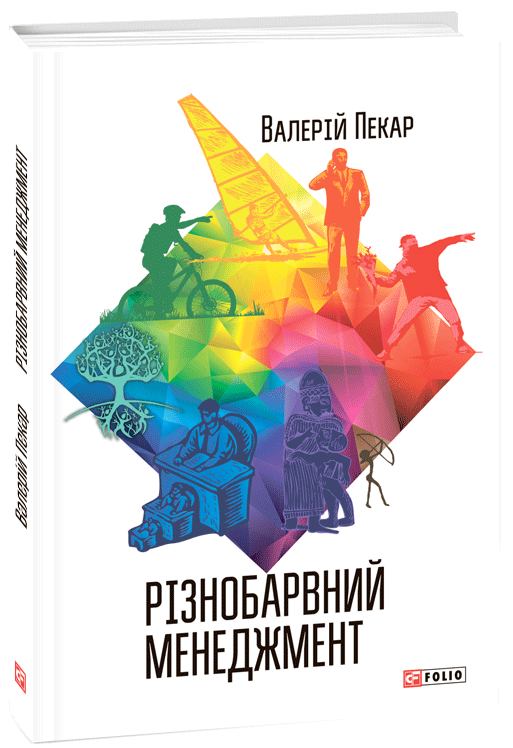 Валерій Пекар
РІЗНОБАРВНИЙ
МЕНЕДЖМЕНТ
FOLIO
Валерій Пекар РІЗНОБАРВНИЙ МЕНЕДЖМЕНТ